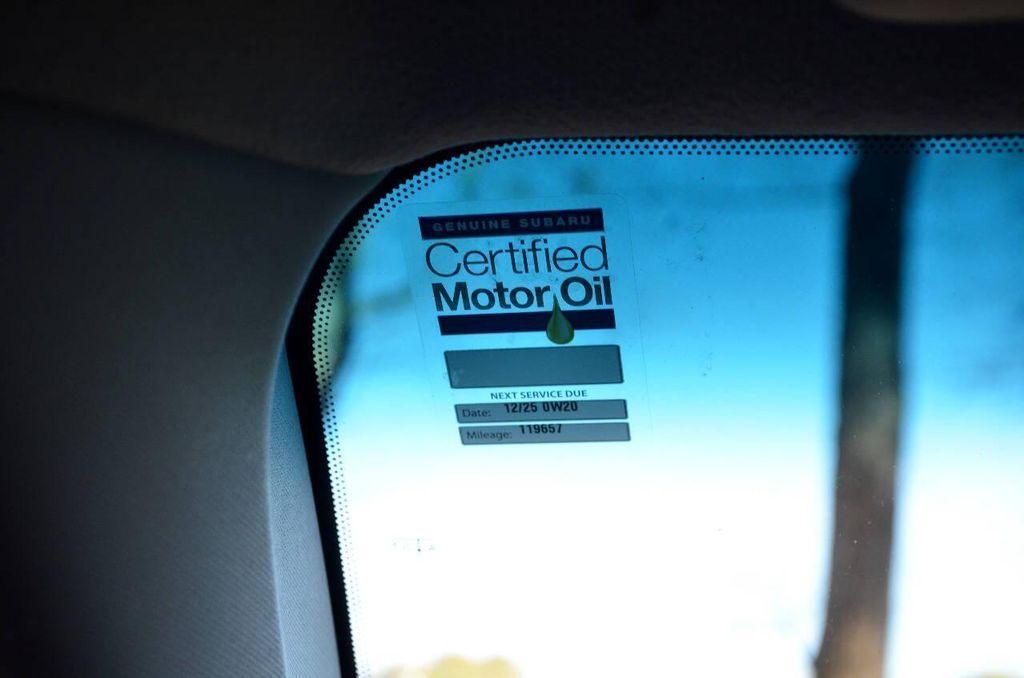 GENUINE SUBARU
Certified
Motor Oil
NEXT SERVICE DUE
Date: 12/25 0W20
Mileage: 119657